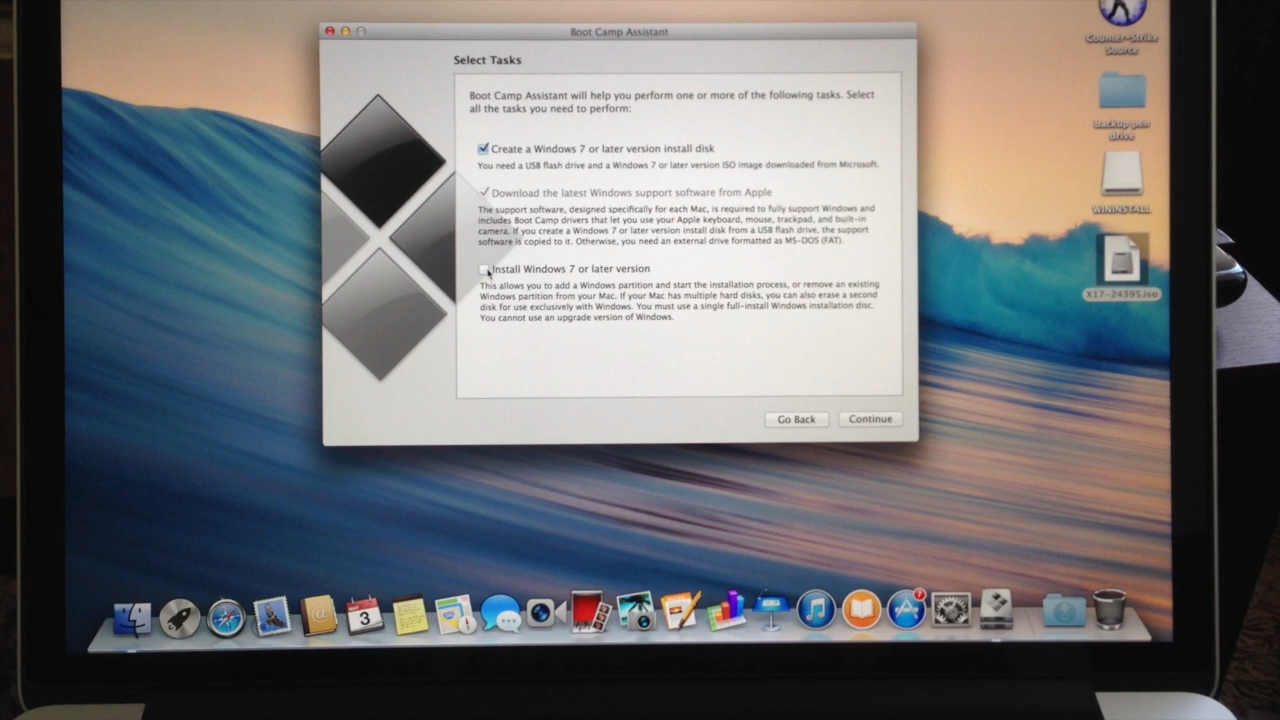 Boot Camp Assistant
Select Tasks
Boot Camp Assistant will help you perform one or more of the following tasks. Select
all the tasks you need to perform:
Create a Windows 7 or later version install disk
You need a USB flash drive and a Windows 7 or later version ISO image downloaded from Microsoft.
Download the latest Windows support software from Apple
The support software, designed specifically for each Mac, is required to fully support Windows and
includes Boot Camp drivers that let you use your Apple keyboard, mouse, trackpad, and built-in
camera. If you create a Windows 7 or later version install disk from a USB flash drive, the support
software is copied to it. Otherwise, you need an external drive formatted as MS-DOS (FAT).
Install Windows 7 or later version
This allows you to add a Windows partition and start the installation process, or remove an existing
Windows partition from your Mac. If your Mac has multiple hard disks, you can also erase a second
disk for use exclusively with Windows. You must use a single full-install Windows installation disc.
You cannot use an upgrade version of Windows.
Go Back
Continue
Counter-Strike
Source
backup pen
drive
WININSTALL
X17-24395.iso
MAY
3
7